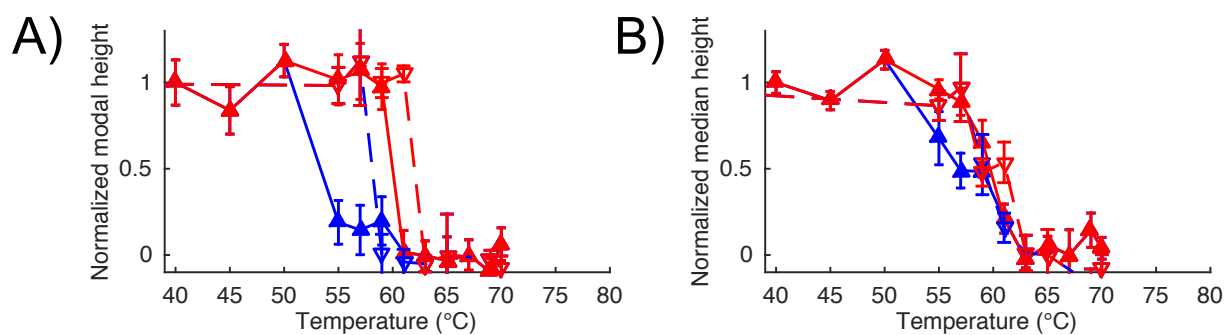 A)
Normalized modal height
1
0.5
0
40 45 50 55 60 65 70 75 80
Temperature (°C)
B)
Normalized median height
1
0.5
0
40 45 50 55 60 65 70 75 80
Temperature (°C)